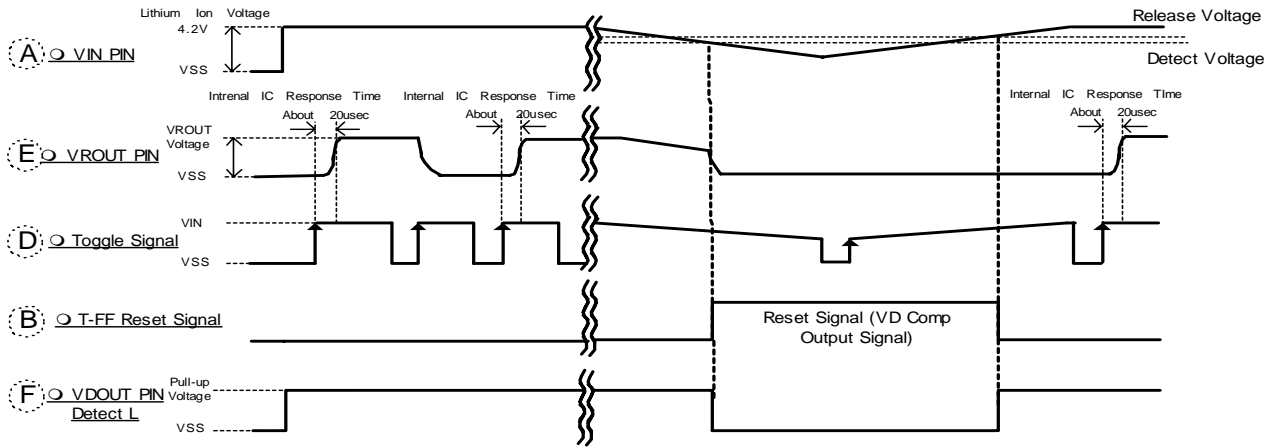 Lithium Ion Voltage
4.2V
Release Voltage
A ○ VIN PIN
Detect Voltage
VSS
Intrenal IC Response Time
Internal IC Response Time
Internal IC Response TIme
About 20usec
About 20usec
About 20usec
VROUT
Voltage
E ○ VROUT PIN
VSS
VIN
D ○ Toggle Signal
VSS
B ○ T-FF Reset Signal
Reset Signal (VD Comp
Output Signal)
Pull-up
Voltage
F ○ VDOUT PIN
Detect L
VSS